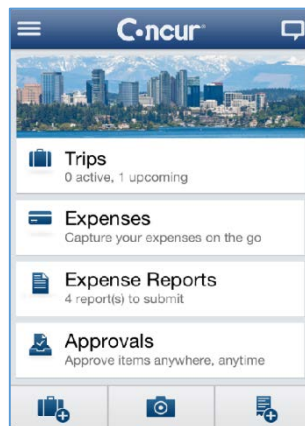 Concur
Trips
0 active, 1 upcoming
Expenses
Capture your expenses on the go
Expense Reports
4 report(s) to submit
Approvals
Approve items anywhere, anytime